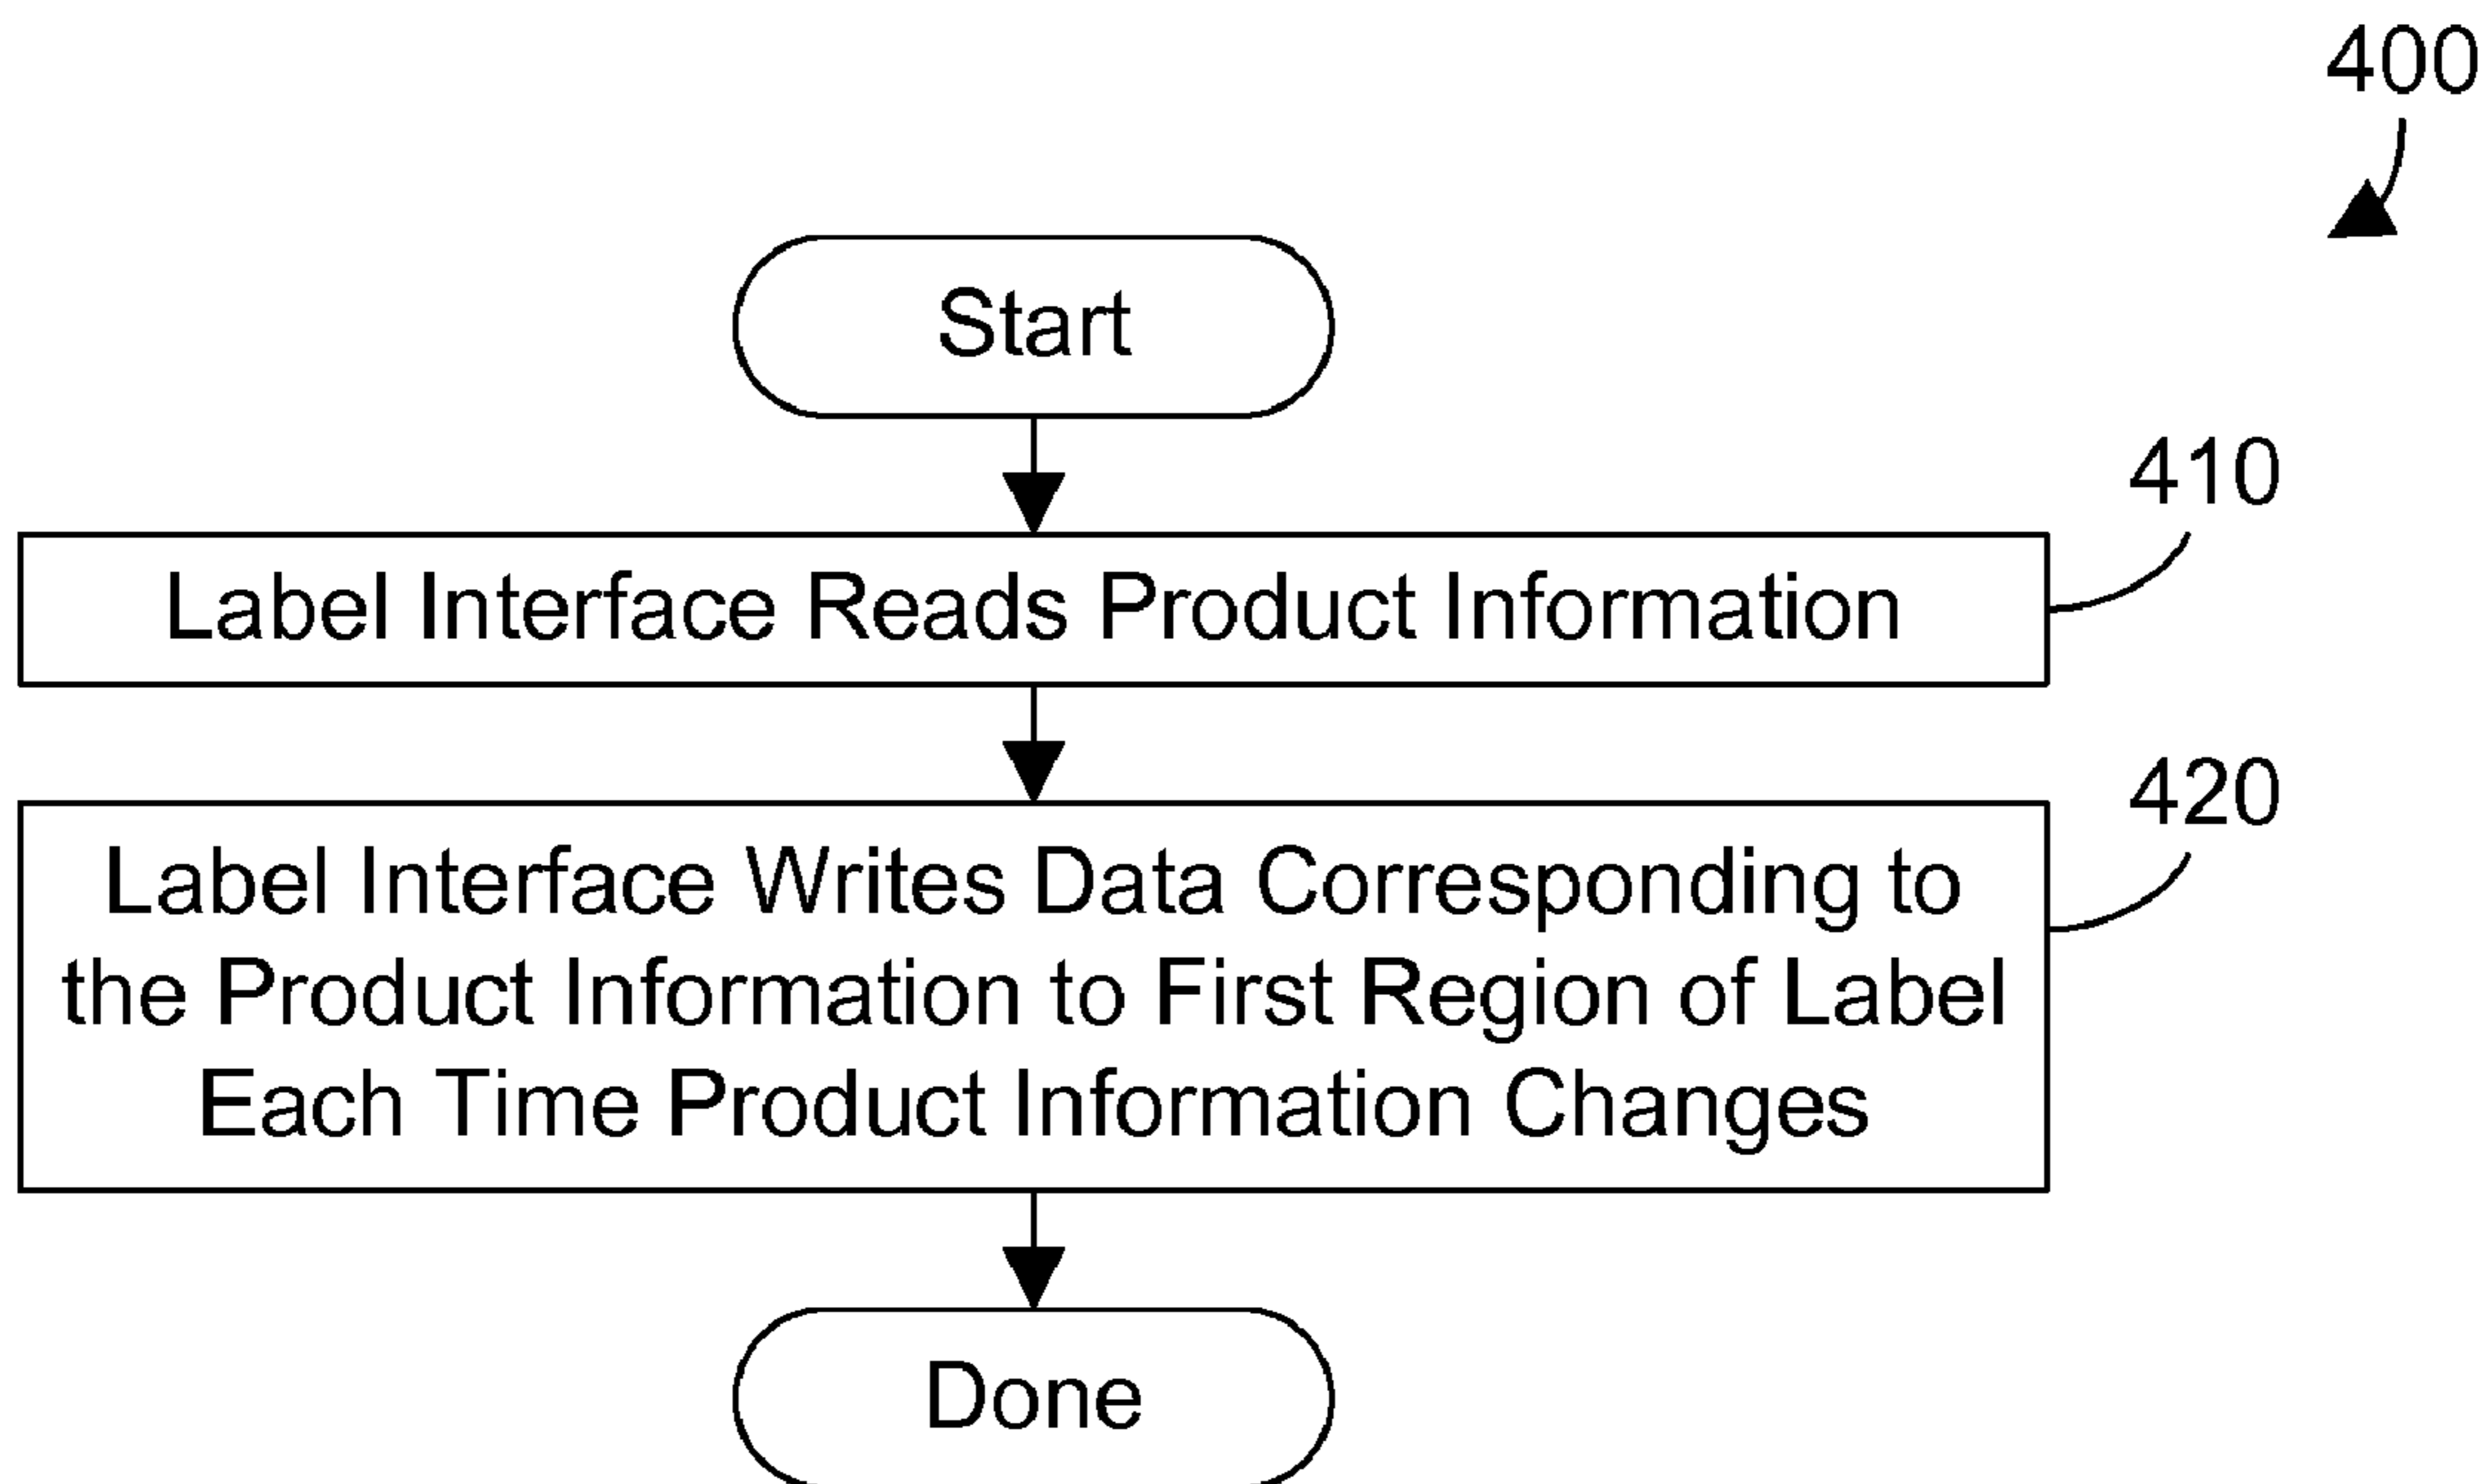 400
Start
410
Label Interface Reads Product Information
420
Label Interface Writes Data Corresponding to
the Product Information to First Region of Label
Each Time Product Information Changes
Done